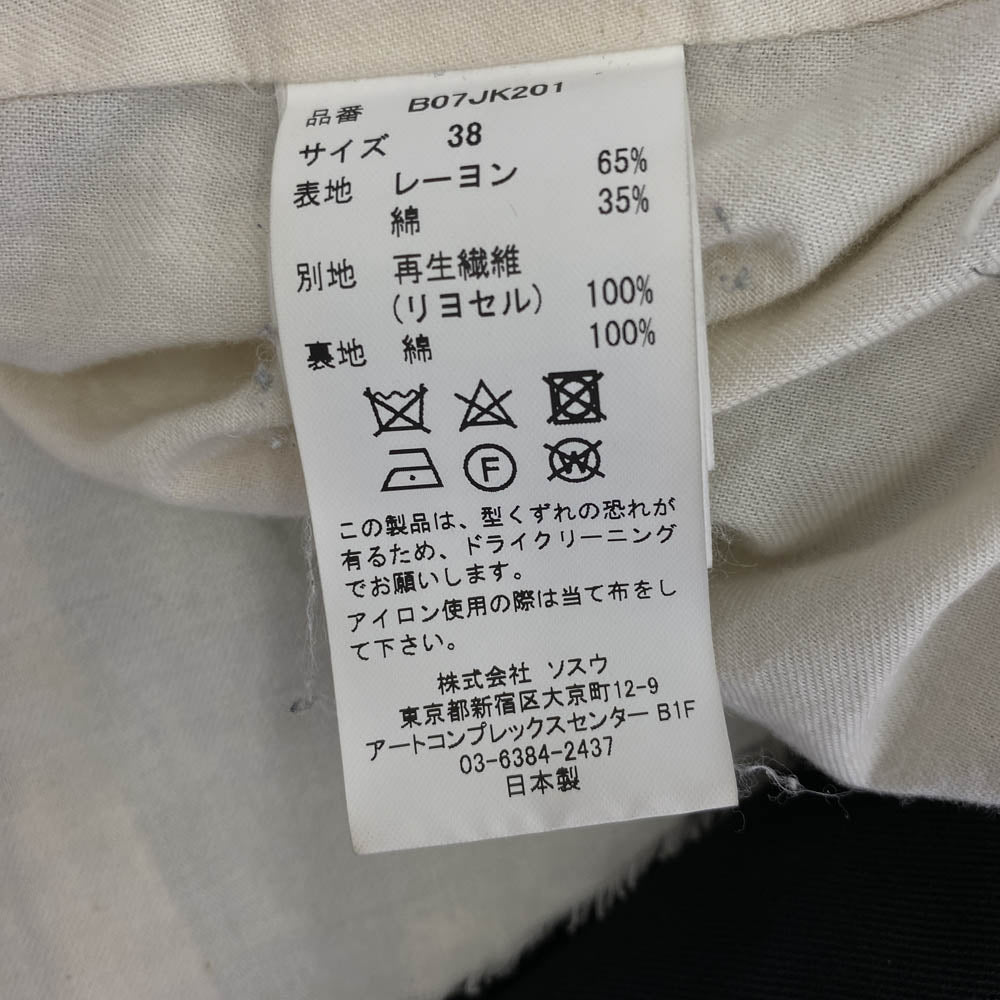 品番 B07JK201
サイズ 38
表地 レーヨン 65%
綿 35%
別地 再生繊維
(リヨセル) 100%
裏地 綿 100%
F
W
この製品は、型くずれの恐れが
有るため、ドライクリーニング
でお願いします。
アイロン使用の際は当て布をし
て下さい。
株式会社 ソスウ
東京都新宿区大京町12-9
アートコンプレックスセンター B1F
03-6384-2437
日本製